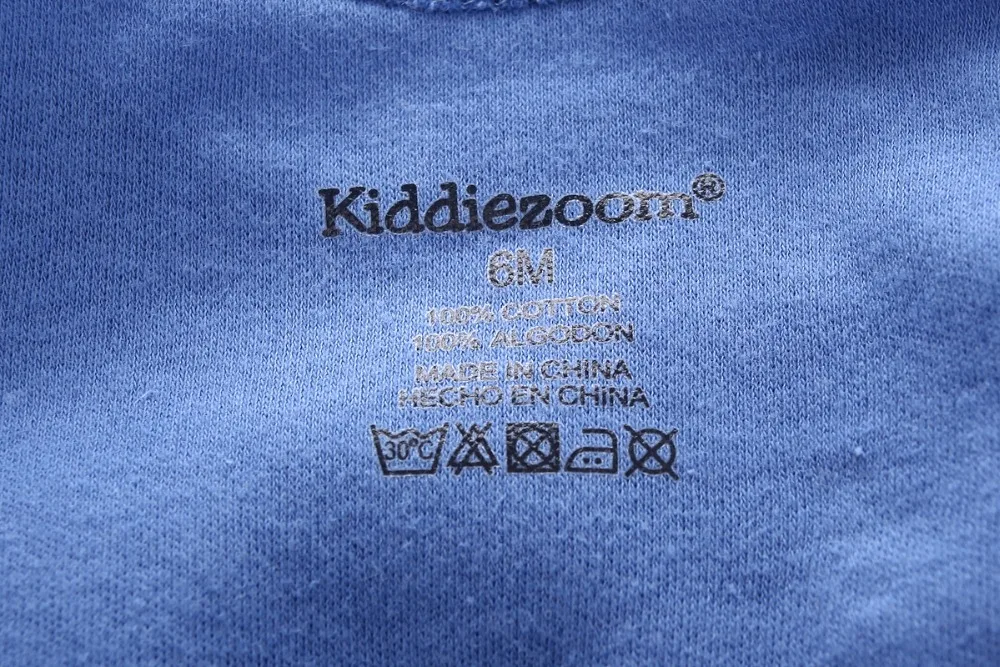 Kiddiezoom®
6M
100% COTTON
100% ALGODON
MADE IN CHINA
HECHO EN CHINA
30°C